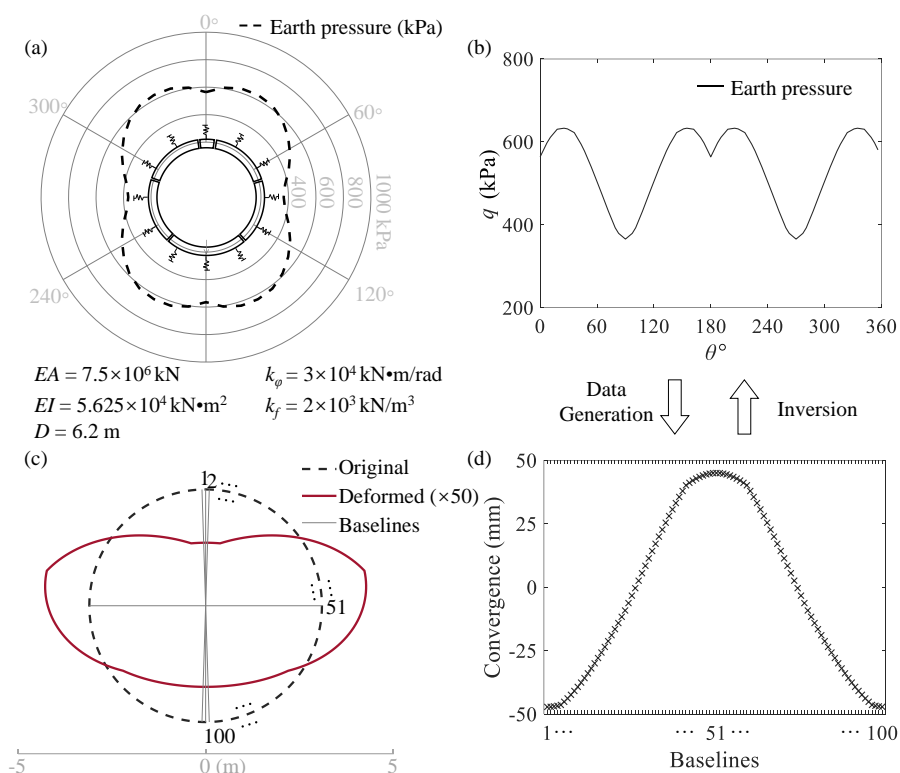 (a)
0°
Earth pressure (kPa)
300°
60°
400
600
800
1000 kPa
240°
120°
EA = 7.5×10⁶ kN
k_φ = 3×10⁴ kN•m/rad
EI = 5.625×10⁴ kN•m²
k_f = 2×10³ kN/m³
D = 6.2 m
(b)
800
Earth pressure
600
q (kPa)
400
200
0 60 120 180 240 300 360
θ°
Data
Generation
Inversion
(c)
Original
Deformed (×50)
Baselines
1
2
...
...
51
...
...
100
...
...
-5 0 (m) 5
(d)
50
25
0
-25
-50
Convergence (mm)
1 ··· ··· 51 ··· ··· 100
Baselines